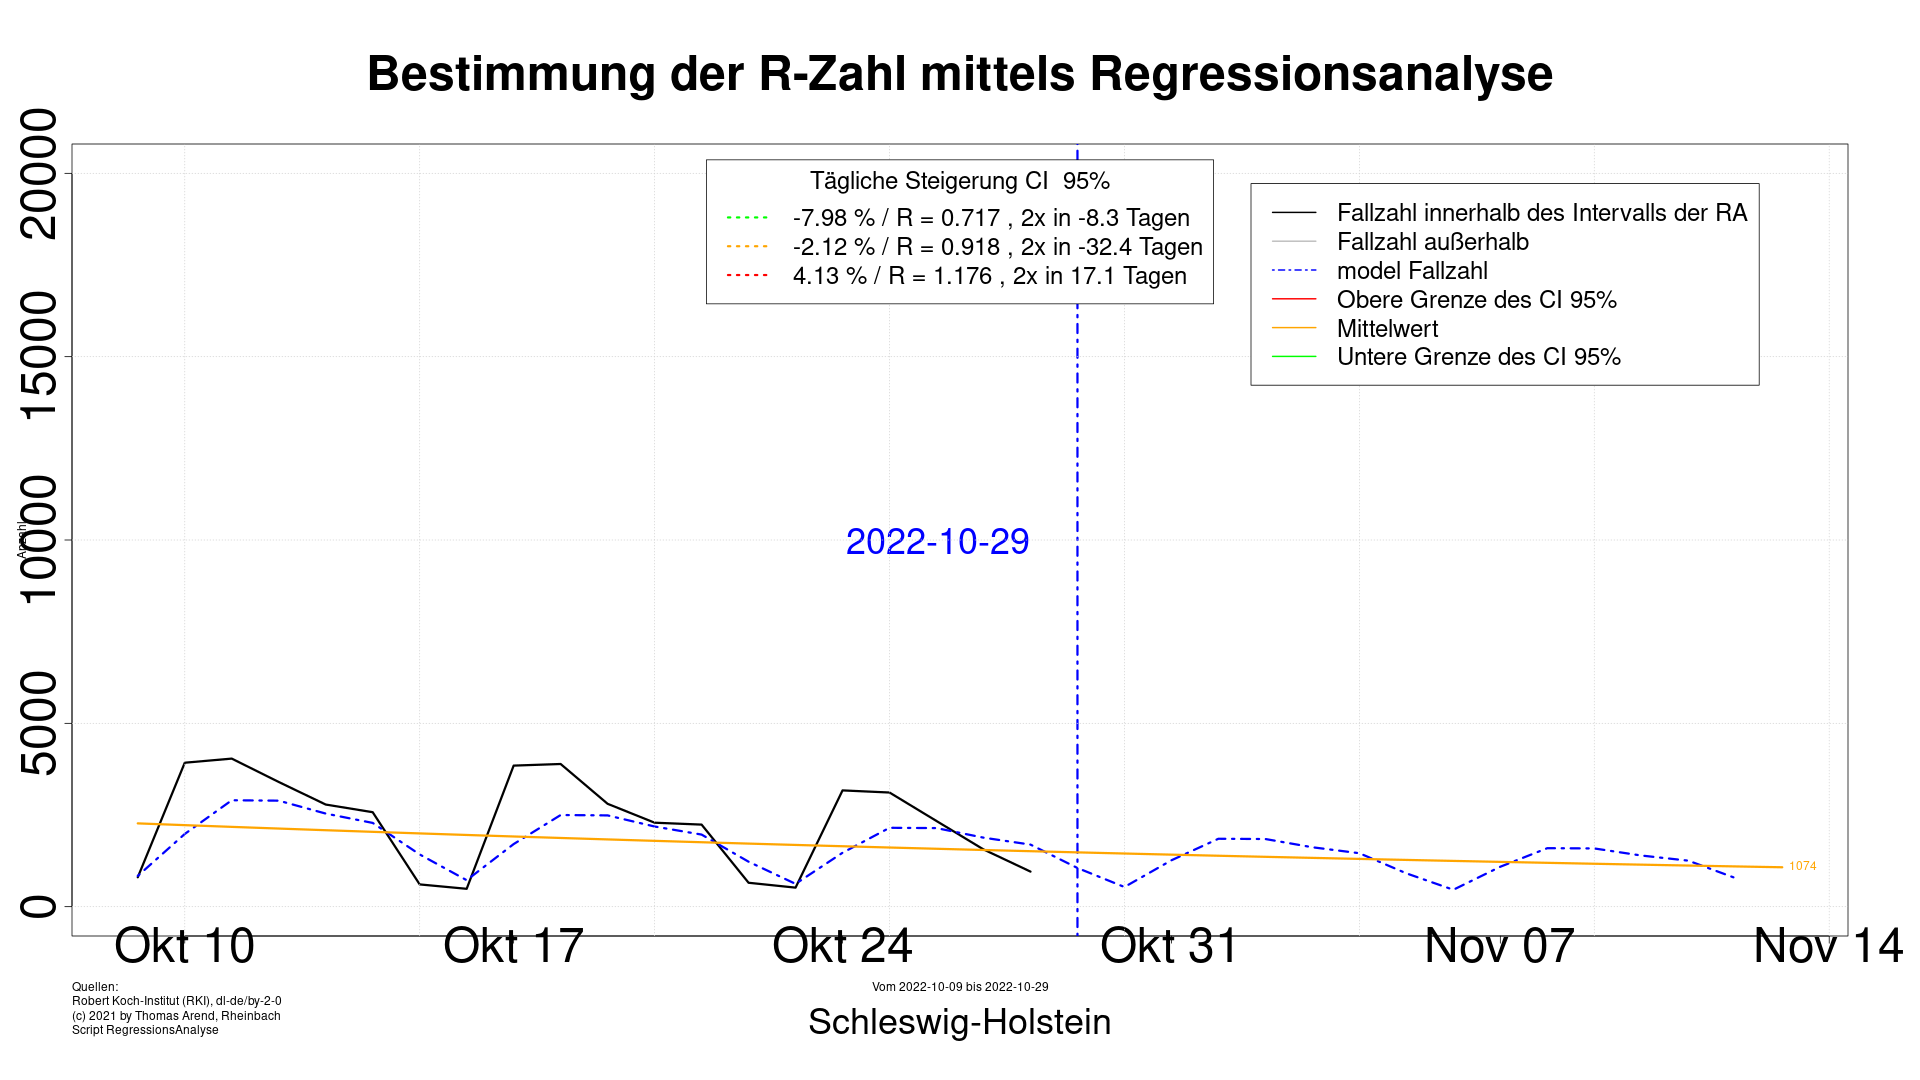 Bestimmung der R-Zahl mittels Regressionsanalyse
20000
15000
10000
5000
0
Anzahl
Tägliche Steigerung CI  95%
-7.98 % / R = 0.717 , 2x in -8.3 Tagen
-2.12 % / R = 0.918 , 2x in -32.4 Tagen
4.13 % / R = 1.176 , 2x in 17.1 Tagen
Fallzahl innerhalb des Intervalls der RA
Fallzahl außerhalb
model Fallzahl
Obere Grenze des CI 95%
Mittelwert
Untere Grenze des CI 95%
2022-10-29
1074
Okt 10 Okt 17 Okt 24 Okt 31 Nov 07 Nov 14
Quellen:
Robert Koch-Institut (RKI), dl-de/by-2-0
(c) 2021 by Thomas Arend, Rheinbach
Script RegressionsAnalyse
Vom 2022-10-09 bis 2022-10-29
Schleswig-Holstein